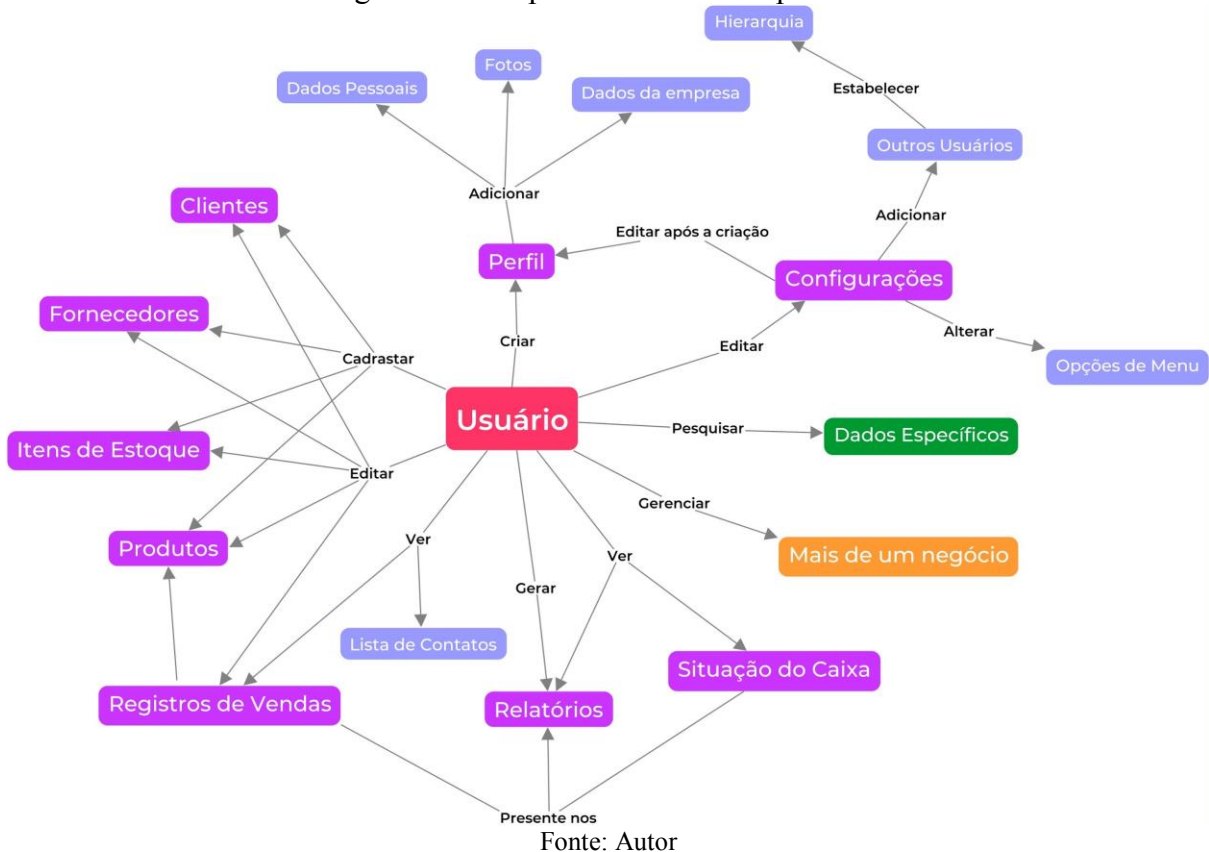 Hierarquia
Fotos
Dados Pessoais
Dados da empresa
Estabelecer
Outros Usuários
Adicionar
Clientes
Adicionar
Editar após a criação
Perfil
Configurações
Fornecedores
Criar
Editar
Alterar
Cadrastar
Opções de Menu
Usuário
Pesquisar
Dados Específicos
Itens de Estoque
Editar
Gerenciar
Produtos
Ver
Ver
Mais de um negócio
Gerar
Lista de Contatos
Situação do Caixa
Registros de Vendas
Relatórios
Presente nos
Fonte: Autor